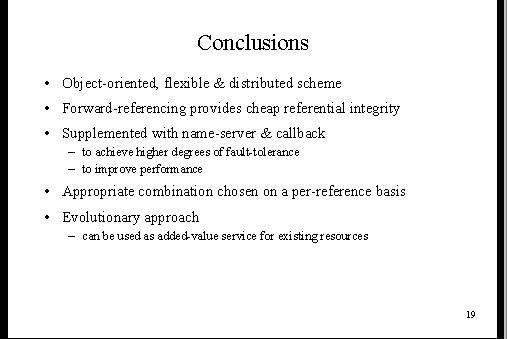 Conclusions
• Object-oriented, flexible & distributed scheme
• Forward-referencing provides cheap referential integrity
• Supplemented with name-server & callback
– to achieve higher degrees of fault-tolerance
– to improve performance
• Appropriate combination chosen on a per-reference basis
• Evolutionary approach
– can be used as added-value service for existing resources
19